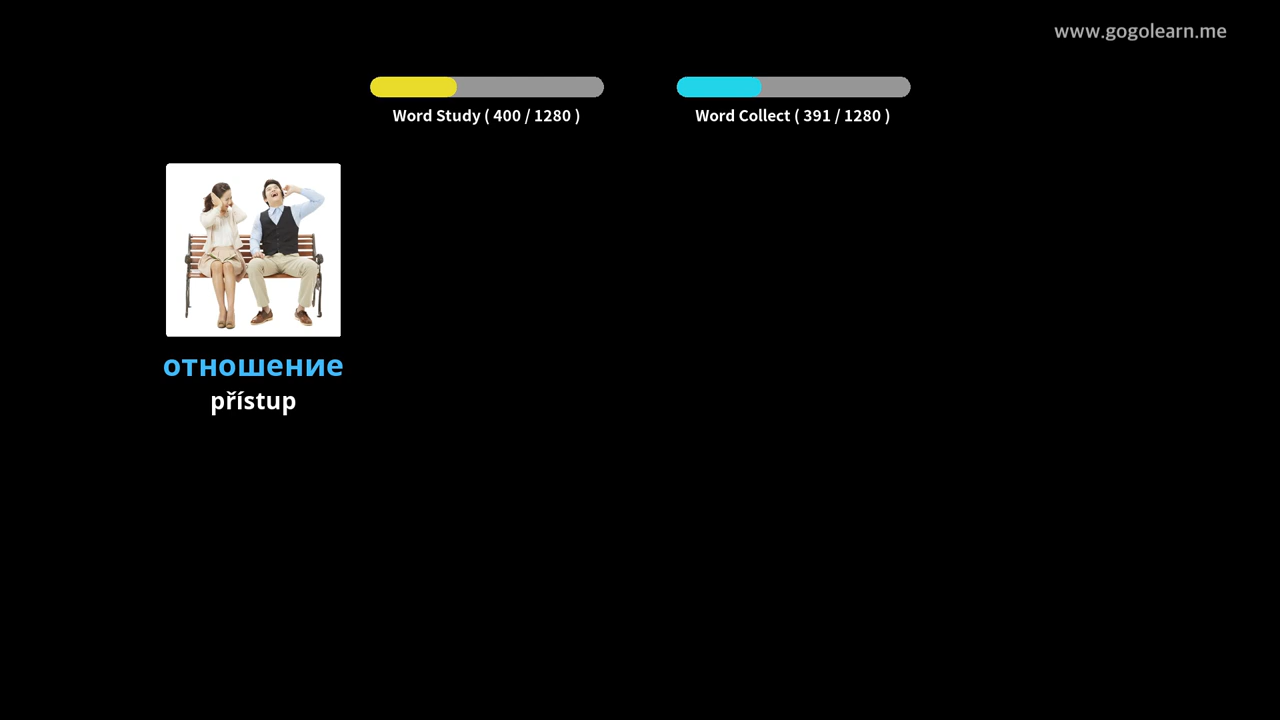 www.gogolearn.me
Word Study ( 400 / 1280 )
Word Collect ( 391 / 1280 )
отношение
přístup